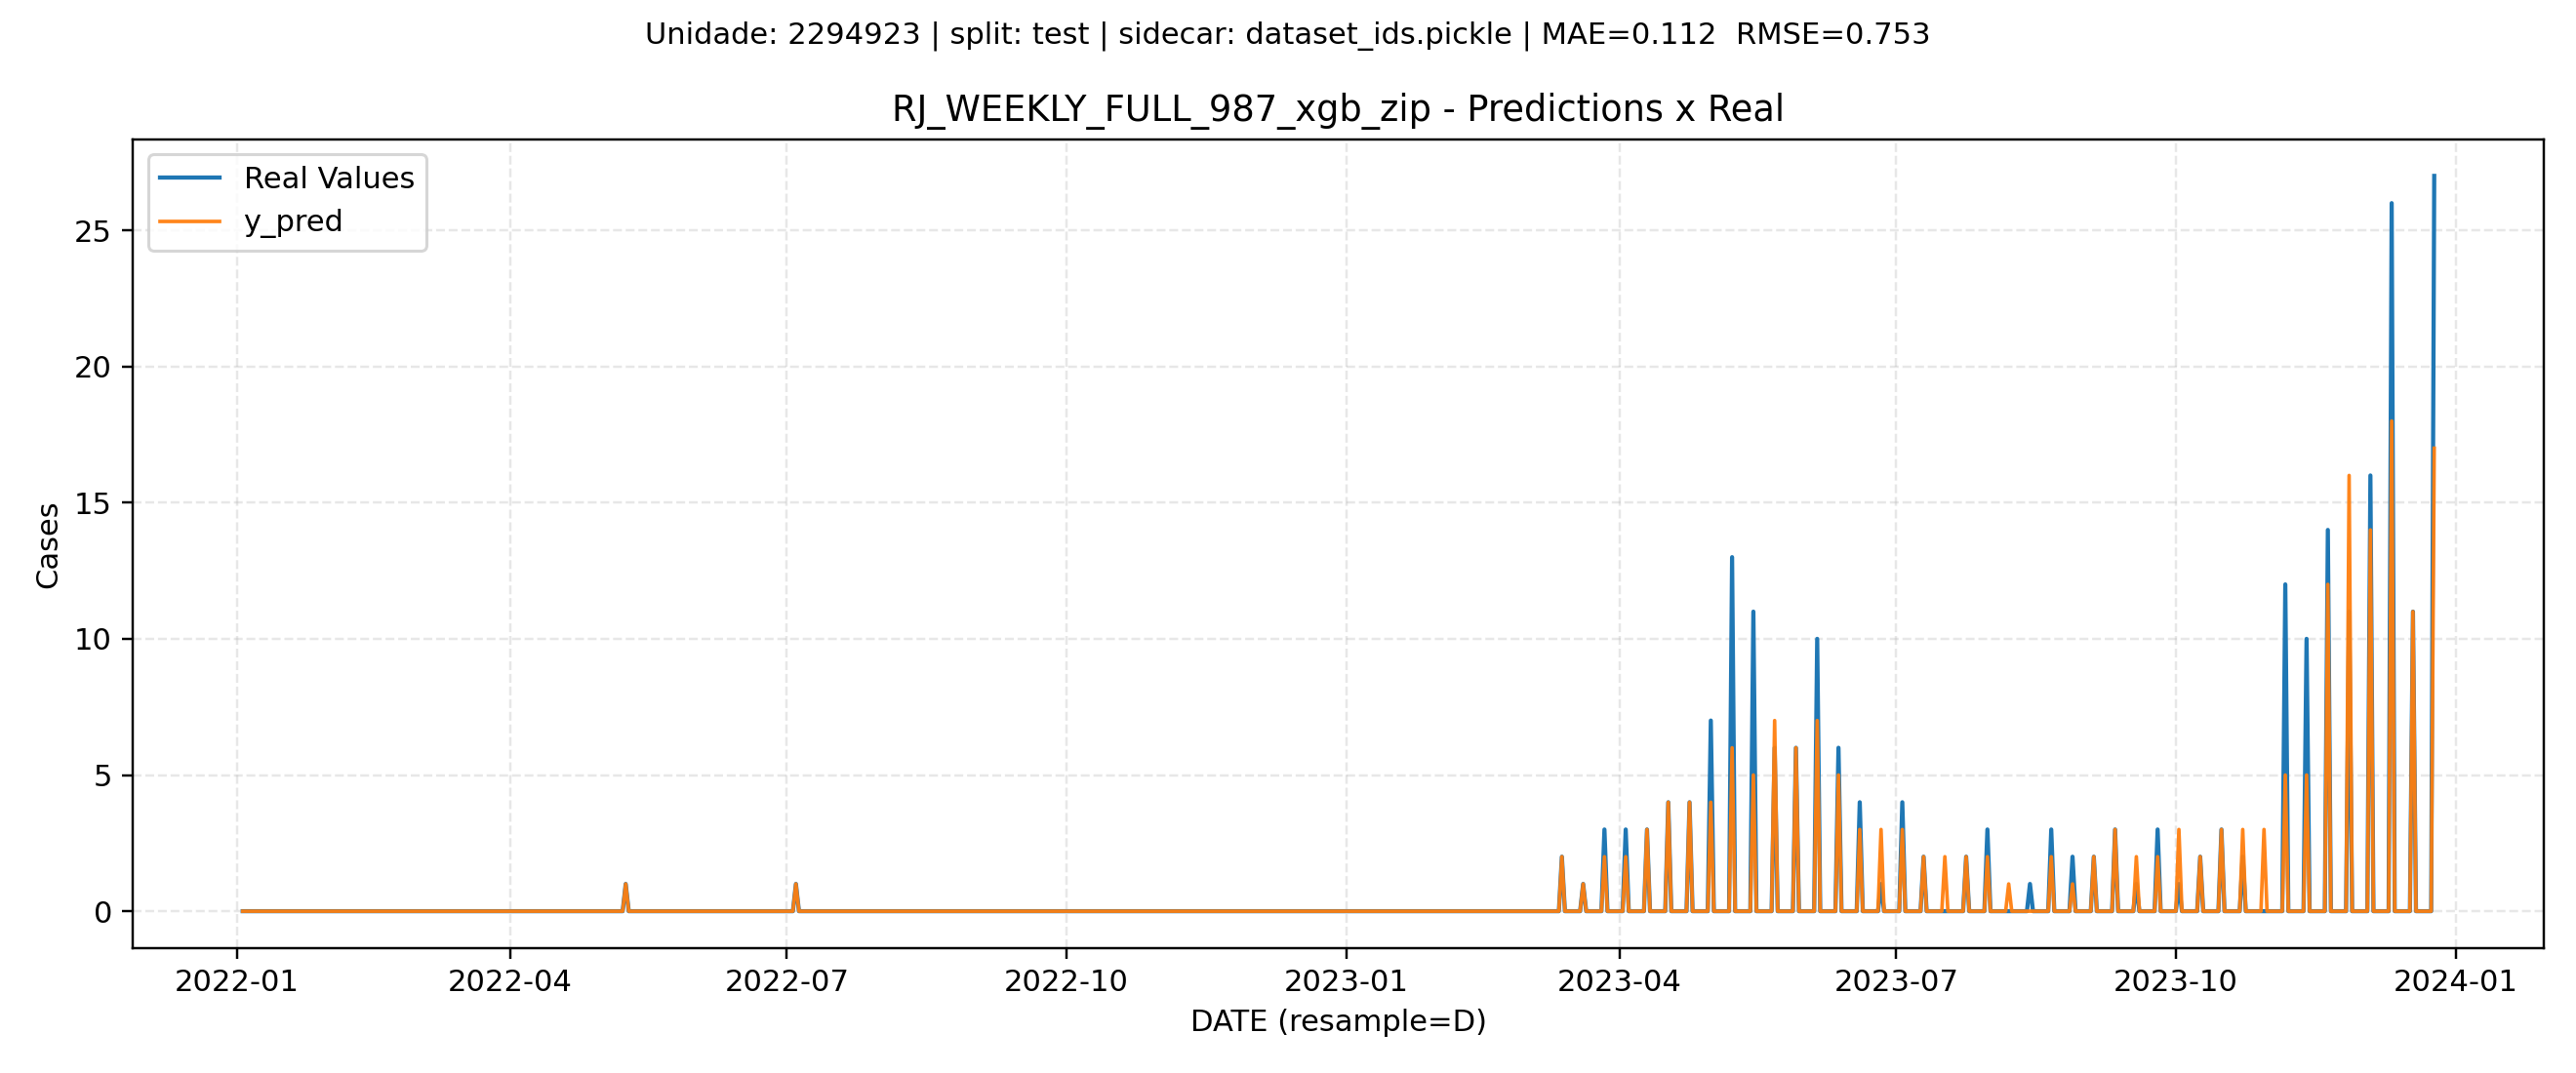 Unidade: 2294923 | split: test | sidecar: dataset_ids.pickle | MAE=0.112  RMSE=0.753
RJ_WEEKLY_FULL_987_xgb_zip - Predictions x Real
Real Values
y_pred
Cases
25
20
15
10
5
0
2022-01
2022-04
2022-07
2022-10
2023-01
2023-04
2023-07
2023-10
2024-01
DATE (resample=D)